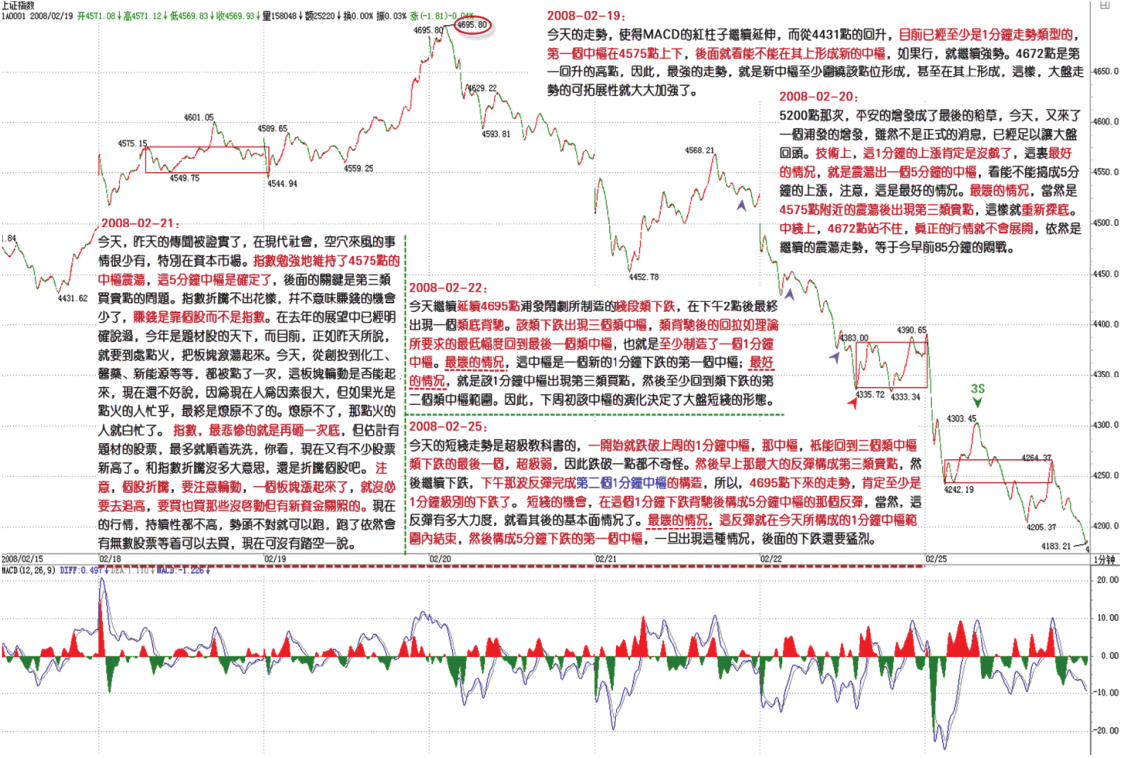 上证指数
1A0001 2008/02/19 开4571.08↓高4571.12↓低4569.83↓收4569.93↓量158048↓额25220↓换0.00% 振0.03% 涨(-1.81)-0.04%
4695.80
4695.80
2008-02-19:
今天的走勢，使得MACD的紅柱子繼續延伸，而從4431點的回升，目前已經至少是1分鐘走勢類型的，
第一個中樞在4575點上下，後面就看能不能在其上形成新的中樞，如果行，就繼續強勢。4672點是第
一回升的高點，因此，最強的走勢，就是新中樞至少圍繞該點位形成，甚至在其上形成，這樣，大盤走
勢的可拓展性就大大加強了。
2008-02-20:
5200點那次，平安的增發成了最後的稻草，今天，又來了
一個浦發的增發，雖然不是正式的消息，已經足以讓大盤
回頭。技術上，這1分鐘的上漲肯定是沒戲了，這裏最好
的情況，就是震蕩出一個5分鐘的中樞，看能不能搞成5分
鐘的上漲，注意，這是最好的情況。最壞的情況，當然是
4575點附近的震蕩後出現第三類賣點，這樣就重新探底。
中綫上，4672點站不住，真正的行情就不會展開，依然是
繼續的震蕩走勢，等于今早前85分鐘的悶戰。
4650.0
4600.0
4550.0
4500.0
4450.0
4400.0
4350.0
4300.0
4250.0
4200.0
4629.22
4593.81
4601.05
4589.65
4575.15
4549.75
4544.94
4559.25
4568.21
4452.78
1.84
4431.62
4383.00
4390.65
4335.72
4333.34
3S
4303.45
4264.37
4242.19
4205.37
4183.21
4
2008-02-21:
今天，昨天的傳聞被證實了，在現代社會，空穴來風的事
情很少有，特別在資本市場。指數勉強地維持了4575點的
中樞震蕩，這5分鐘中樞是確定了，後面的關鍵是第三類
買賣點的問題。指數折騰不出花樣，并不意味賺錢的機會
少了，賺錢是靠個股而不是指數。在去年的展望中已經明
確說過，今年是題材股的天下，而目前，正如昨天所說，
就要到處點火，把板塊激蕩起來。今天，從創投到化工、
醫藥、新能源等等，都被點了一次，這板塊輪動是否能起
來，現在還不好說，因爲現在人爲因素很大，但如果光是
點火的人忙乎，最終是燎原不了的。燎原不了，那點火的
人就白忙了。指數，最悲慘的就是再砸一次底，但估計有
題材的股票，最多就順着洗洗，你看，現在又有不少股票
新高了。和指數折騰沒多大意思，還是折騰個股吧。注
意，個股折騰，要注意輪動，一個板塊漲起來了，就沒必
要去追高，要買也買那些沒啓動但有新資金關照的。現在
的行情，持續性都不高，勢頭不對就可以跑，跑了依然會
有無數股票等着可以去買，現在可沒有踏空一說。
2008-02-22:
今天繼續延續4695點浦發鬧劇所制造的綫段類下跌，在下午2點後最終
出現一個類底背馳。該類下跌出現三個類中樞，類背馳後的回拉如理論
所要求的最低幅度回到最後一個類中樞，也就是至少制造了一個1分鐘
中樞。最壞的情況，這中樞是一個新的1分鐘下跌的第一個中樞；最好
的情況，就是該1分鐘中樞出現第三類買點，然後至少回到類下跌的第
二個類中樞範圍。因此，下周初該中樞的演化決定了大盤短綫的形態。
2008-02-25:
今天的短綫走勢是超級教科書的，一開始就跌破上周的1分鐘中樞，那中樞，衹能回到三個類中樞
類下跌的最後一個，超級弱，因此跌破一點都不奇怪。然後早上那最大的反彈構成第三類賣點，然
後繼續下跌，下午那波反彈完成第二個1分鐘中樞的構造，所以，4695點下來的走勢，肯定至少是
1分鐘級別的下跌了。短綫的機會，在這個1分鐘下跌背馳後構成5分鐘中樞的那個反彈，當然，這
反彈有多大力度，就看其後的基本面情況了。最壞的情況，這反彈就在今天所構成的1分鐘中樞範
圍內結束，然後構成5分鐘下跌的第一個中樞，一旦出現這種情況，後面的下跌還要猛烈。
2008/02/15 02/18 02/19 02/20 02/21 02/22 02/25 1分钟
MACD(12,26,9) DIFF:0.497↓ DEA:1.110↓ MACD:-1.226↓
20.00
10.00
0.00
-10.00
-20.00